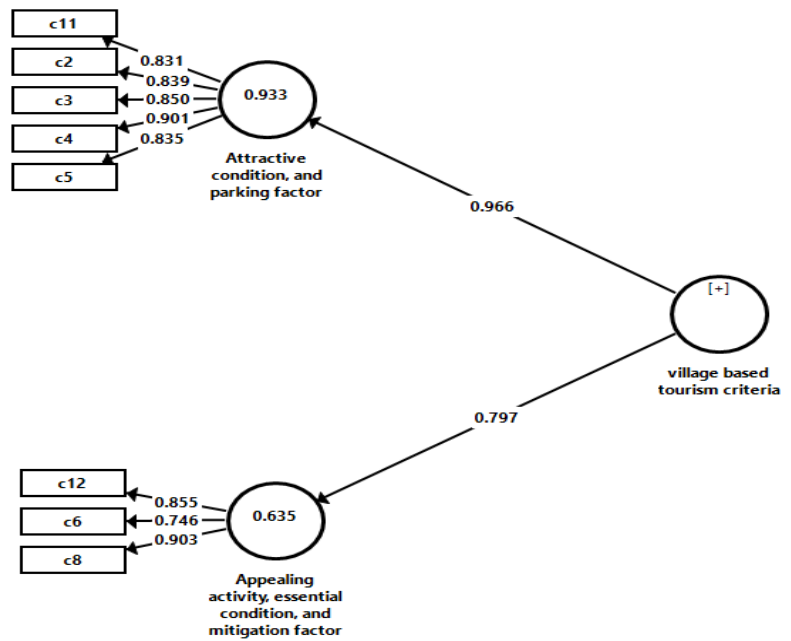 c11
c2
c3
c4
c5
0.831
0.839
0.850
0.901
0.835
0.933
Attractive
condition, and
parking factor
0.966
[+]
village based
tourism criteria
0.797
c12
c6
c8
0.855
0.746
0.903
0.635
Appealing
activity, essential
condition, and
mitigation factor